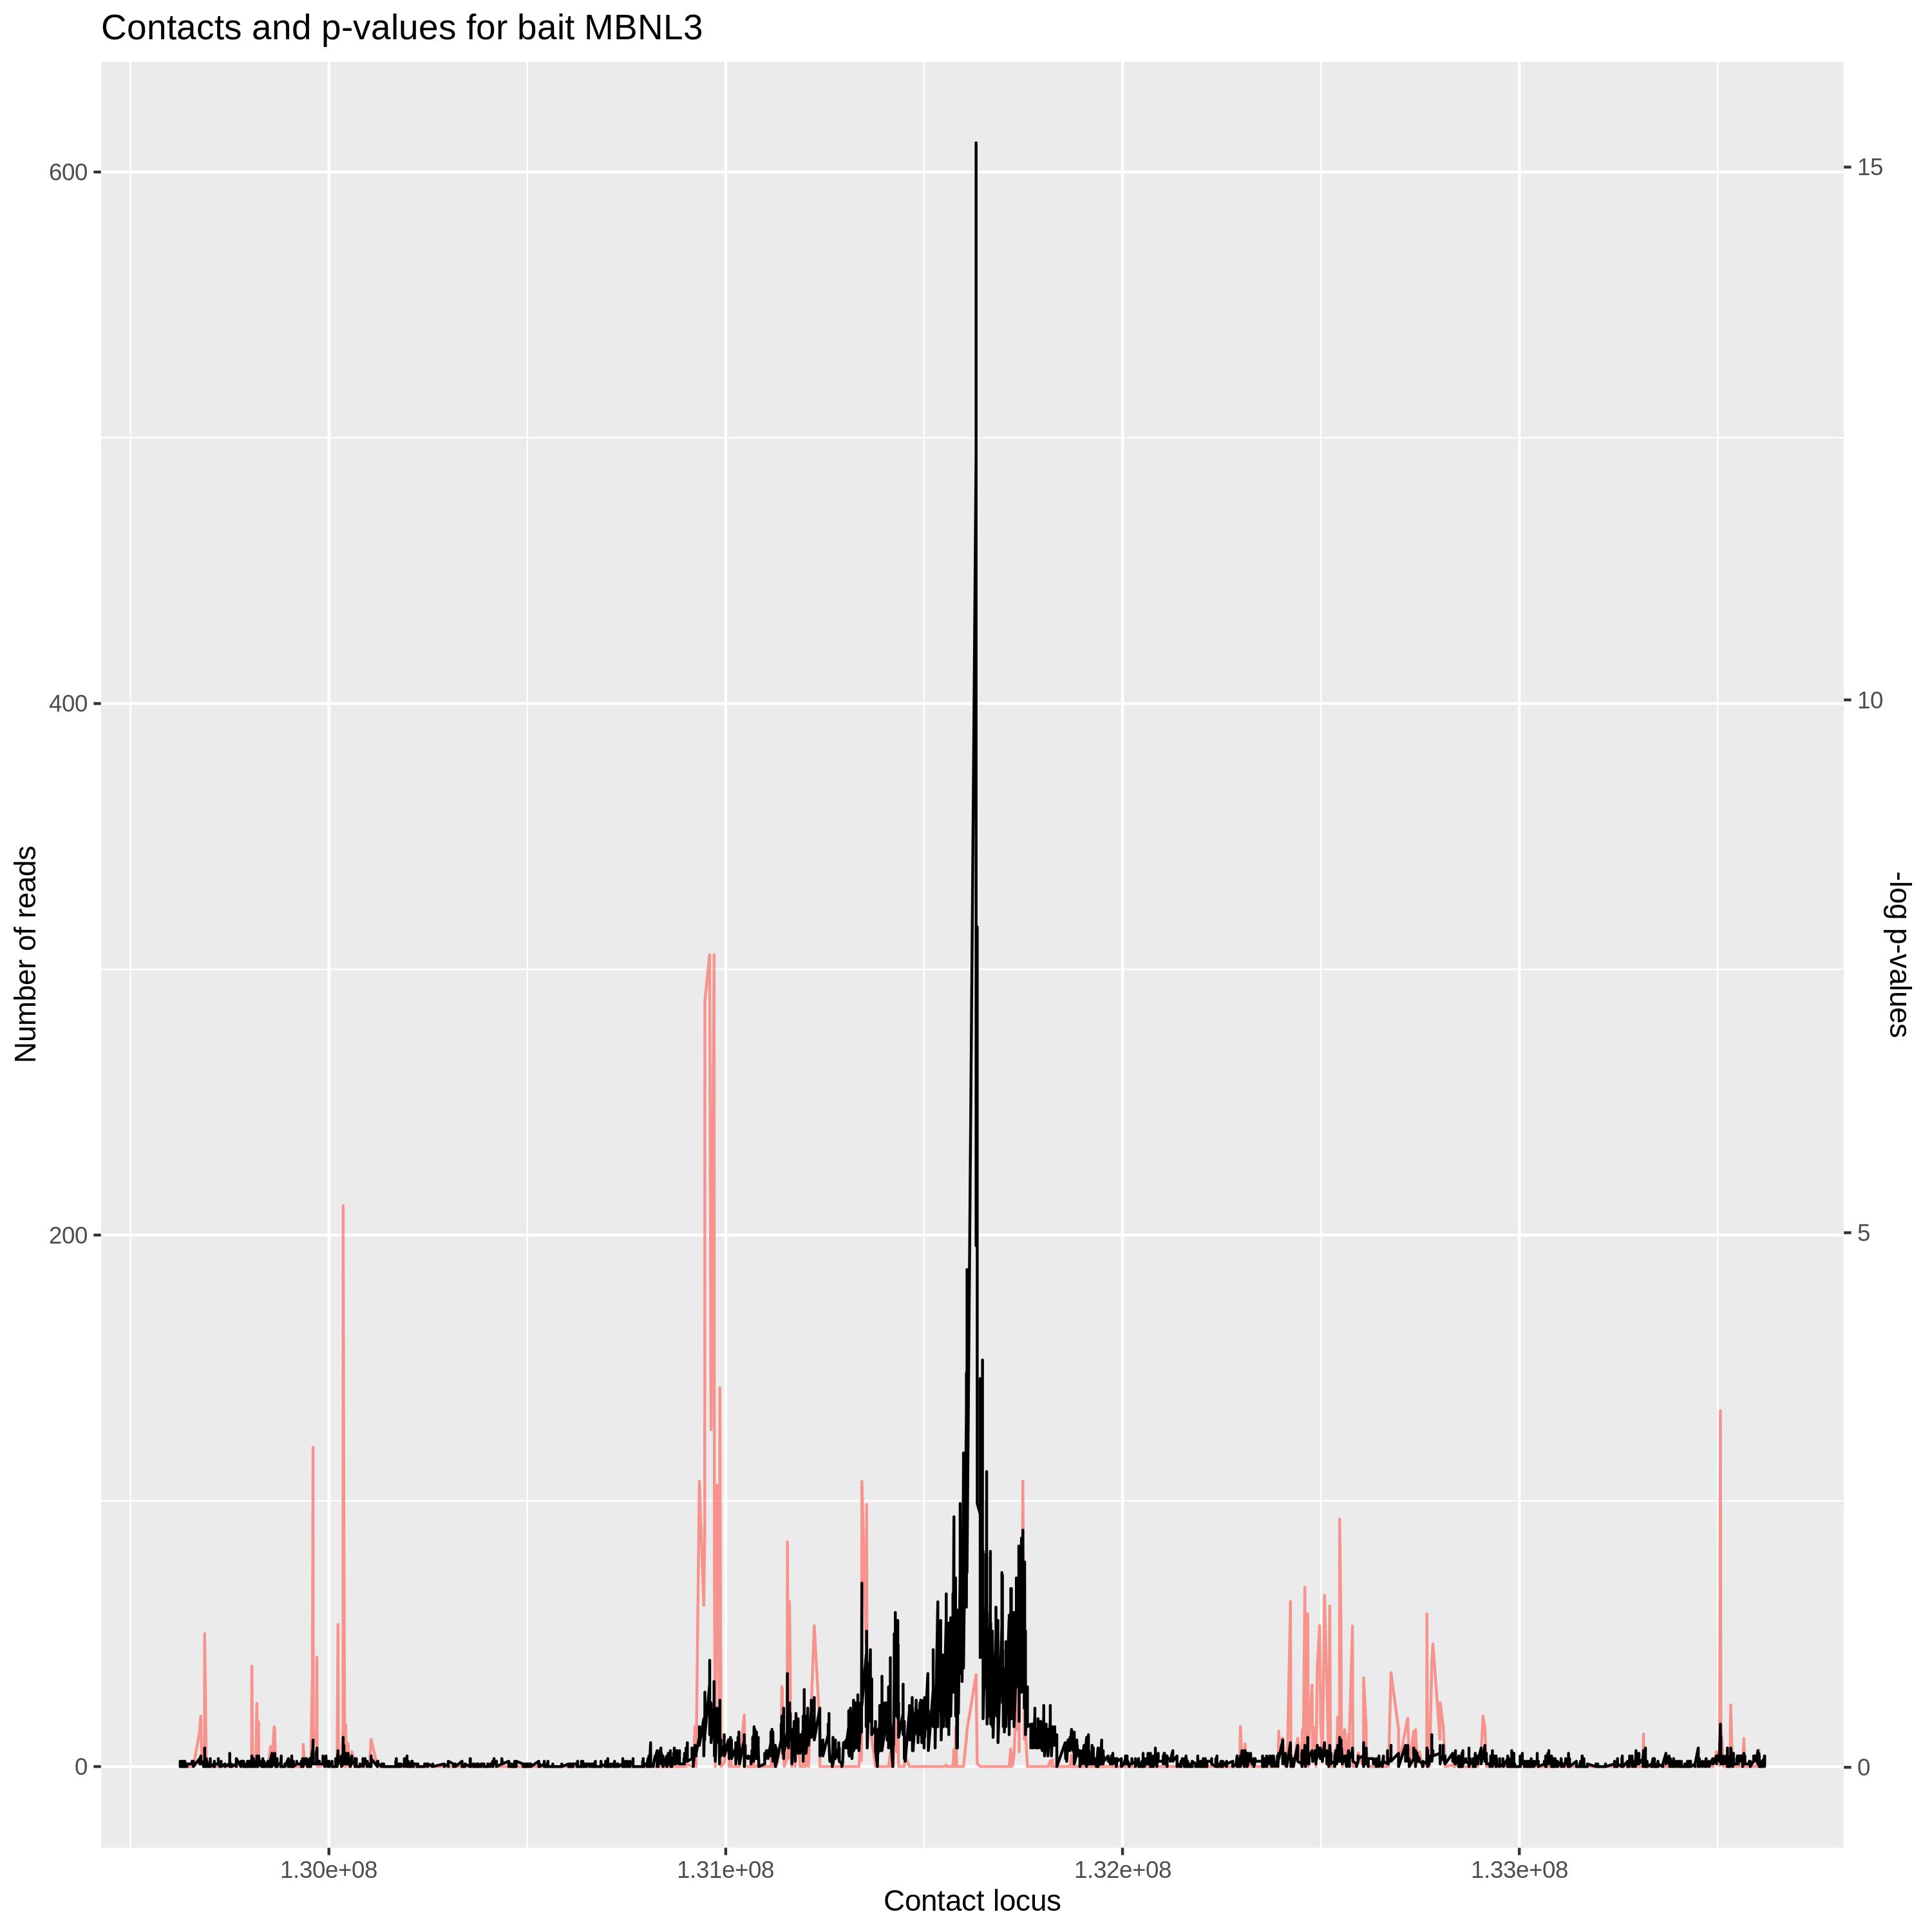 Contacts and p-values for bait MBNL3
600
400
200
0
Number of reads
15
10
5
0
-log p-values
1.30e+08
1.31e+08
1.32e+08
1.33e+08
Contact locus